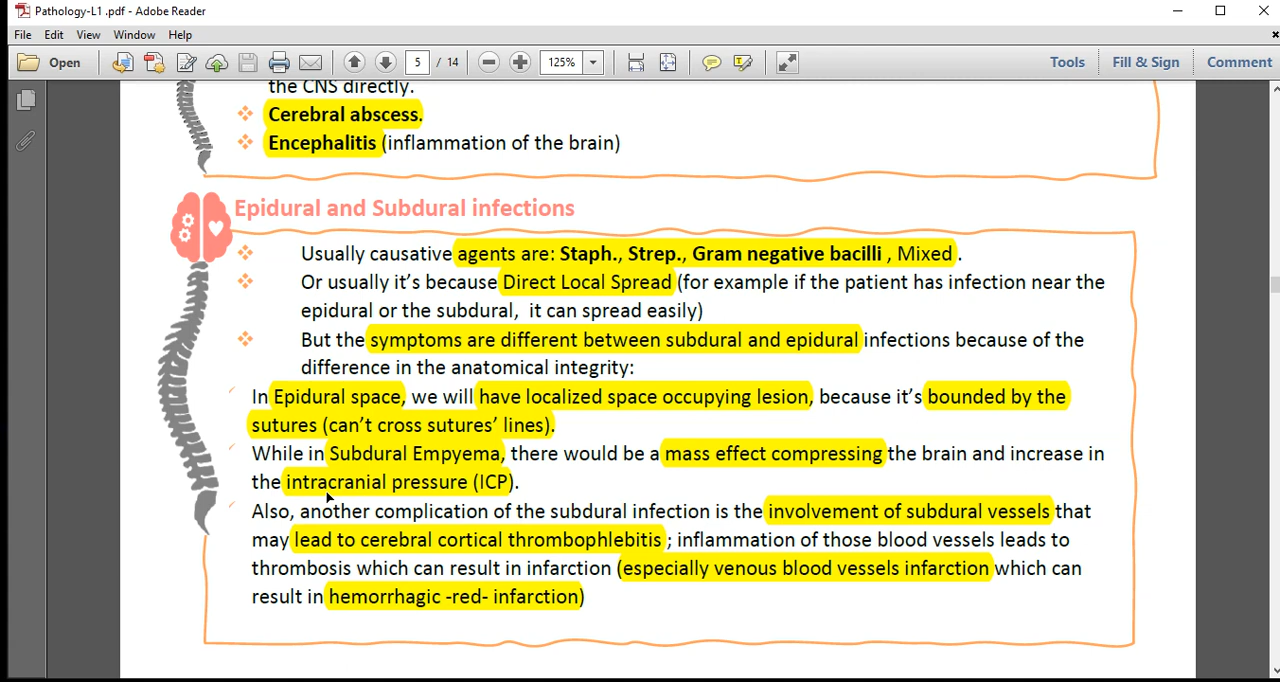 Pathology-L1 .pdf - Adobe Reader
File Edit View Window Help
Open 5 / 14 125% Tools Fill & Sign Comment
the CNS directly.
Cerebral abscess.
Encephalitis (inflammation of the brain)
Epidural and Subdural infections
Usually causative agents are: Staph., Strep., Gram negative bacilli , Mixed .
Or usually it's because Direct Local Spread (for example if the patient has infection near the
epidural or the subdural, it can spread easily)
But the symptoms are different between subdural and epidural infections because of the
difference in the anatomical integrity:
In Epidural space, we will have localized space occupying lesion, because it's bounded by the
sutures (can't cross sutures' lines).
While in Subdural Empyema, there would be a mass effect compressing the brain and increase in
the intracranial pressure (ICP).
Also, another complication of the subdural infection is the involvement of subdural vessels that
may lead to cerebral cortical thrombophlebitis ; inflammation of those blood vessels leads to
thrombosis which can result in infarction (especially venous blood vessels infarction which can
result in hemorrhagic -red- infarction)